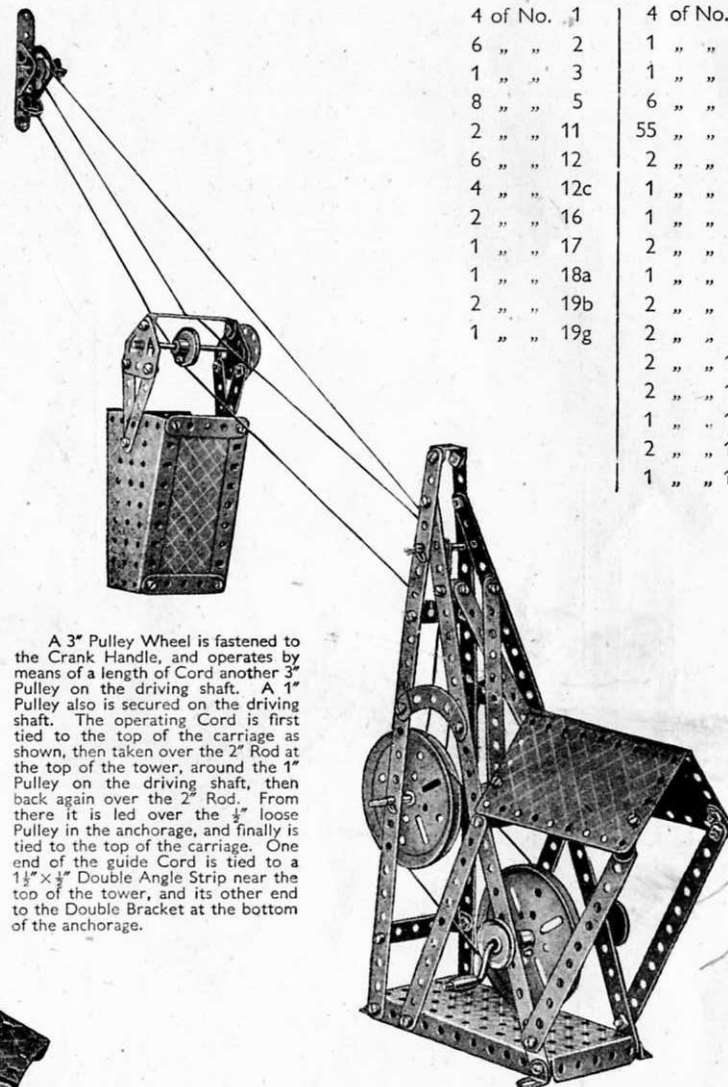 4 of No. 1
6 „ „ 2
1 „ „ 3
8 „ „ 5
2 „ „ 11
6 „ „ 12
4 „ „ 12c
2 „ „ 16
1 „ „ 17
1 „ „ 18a
2 „ „ 19b
1 „ „ 19g
4 of No.
1 „ „
1 „ „
6 „ „
55 „ „
2 „ „
1 „ „
1 „ „
2 „ „
1 „ „
2 „ „
2 „ „
2 „ „
2 „ „
1 „ „
2 „ „
1 „ „
A 3″ Pulley Wheel is fastened to
the Crank Handle, and operates by
means of a length of Cord another 3″
Pulley on the driving shaft. A 1″
Pulley also is secured on the driving
shaft. The operating Cord is first
tied to the top of the carriage as
shown, then taken over the 2″ Rod at
the top of the tower, around the 1″
Pulley on the driving shaft, then
back again over the 2″ Rod. From
there it is led over the ½″ loose
Pulley in the anchorage, and finally is
tied to the top of the carriage. One
end of the guide Cord is tied to a
1½″ × ½″ Double Angle Strip near the
top of the tower, and its other end
to the Double Bracket at the bottom
of the anchorage.